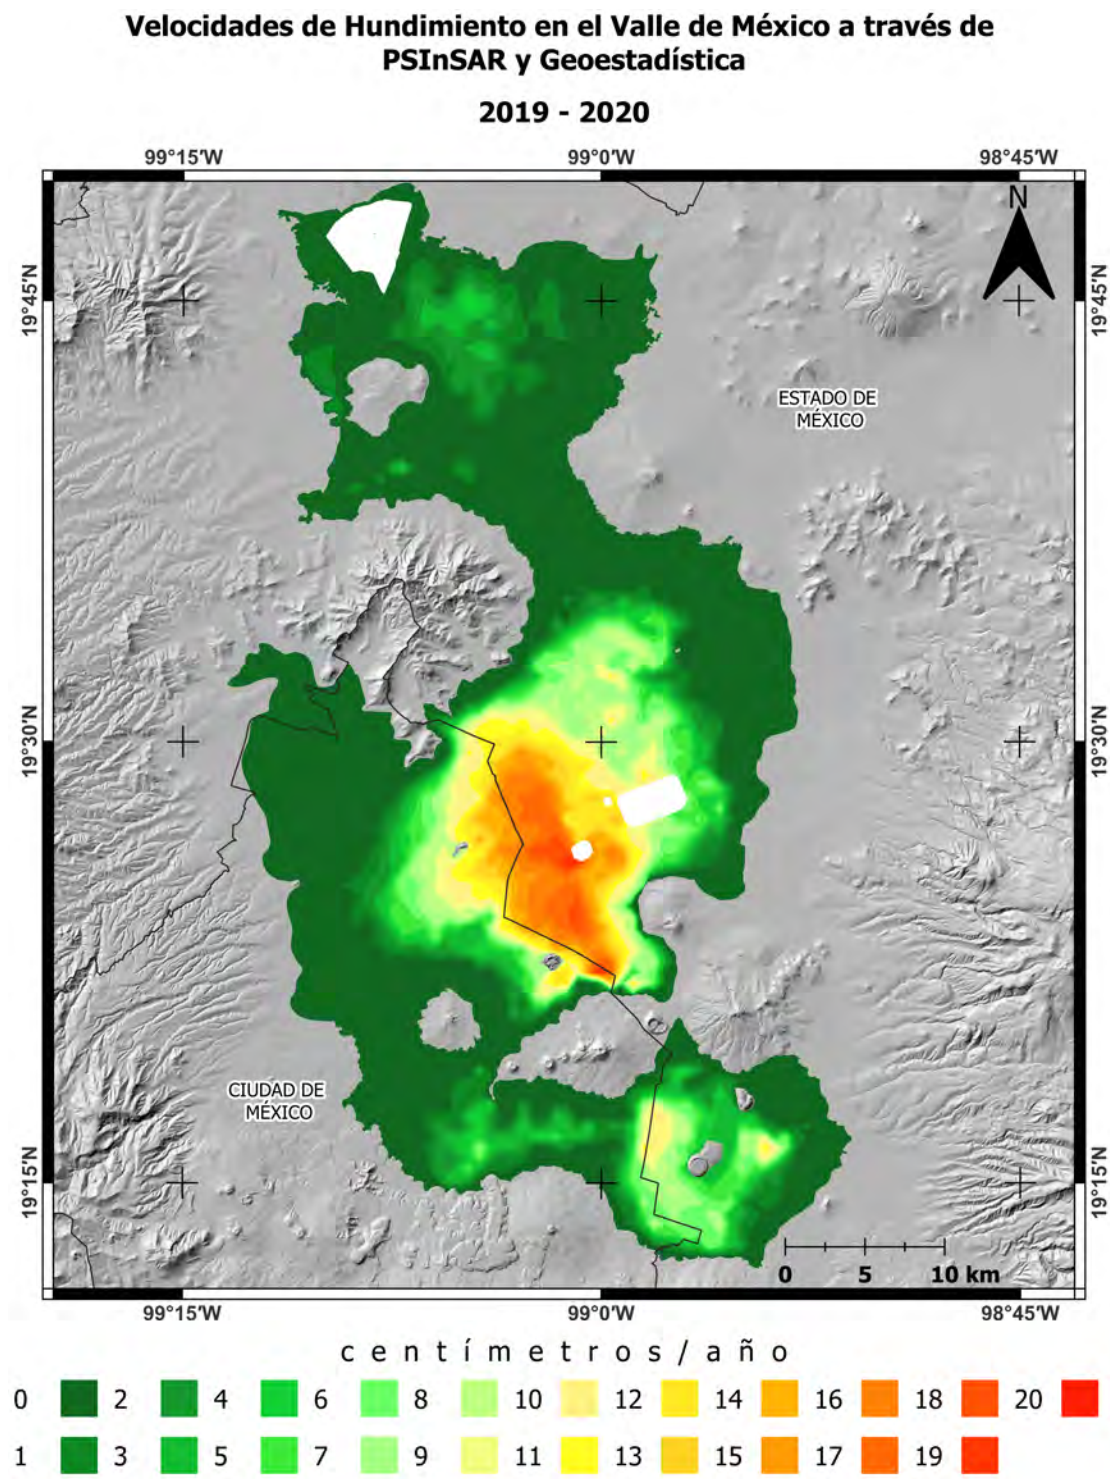 Velocidades de Hundimiento en el Valle de México a través de
PSInSAR y Geoestadística
2019 - 2020
99°15'W 99°0'W 98°45'W
N
19°45'N 19°45'N
ESTADO DE
MÉXICO
19°30'N 19°30'N
CIUDAD DE
MÉXICO
19°15'N 19°15'N
0 5 10 km
99°15'W 99°0'W 98°45'W
centímetros/año
0 2 4 6 8 10 12 14 16 18 20
1 3 5 7 9 11 13 15 17 19